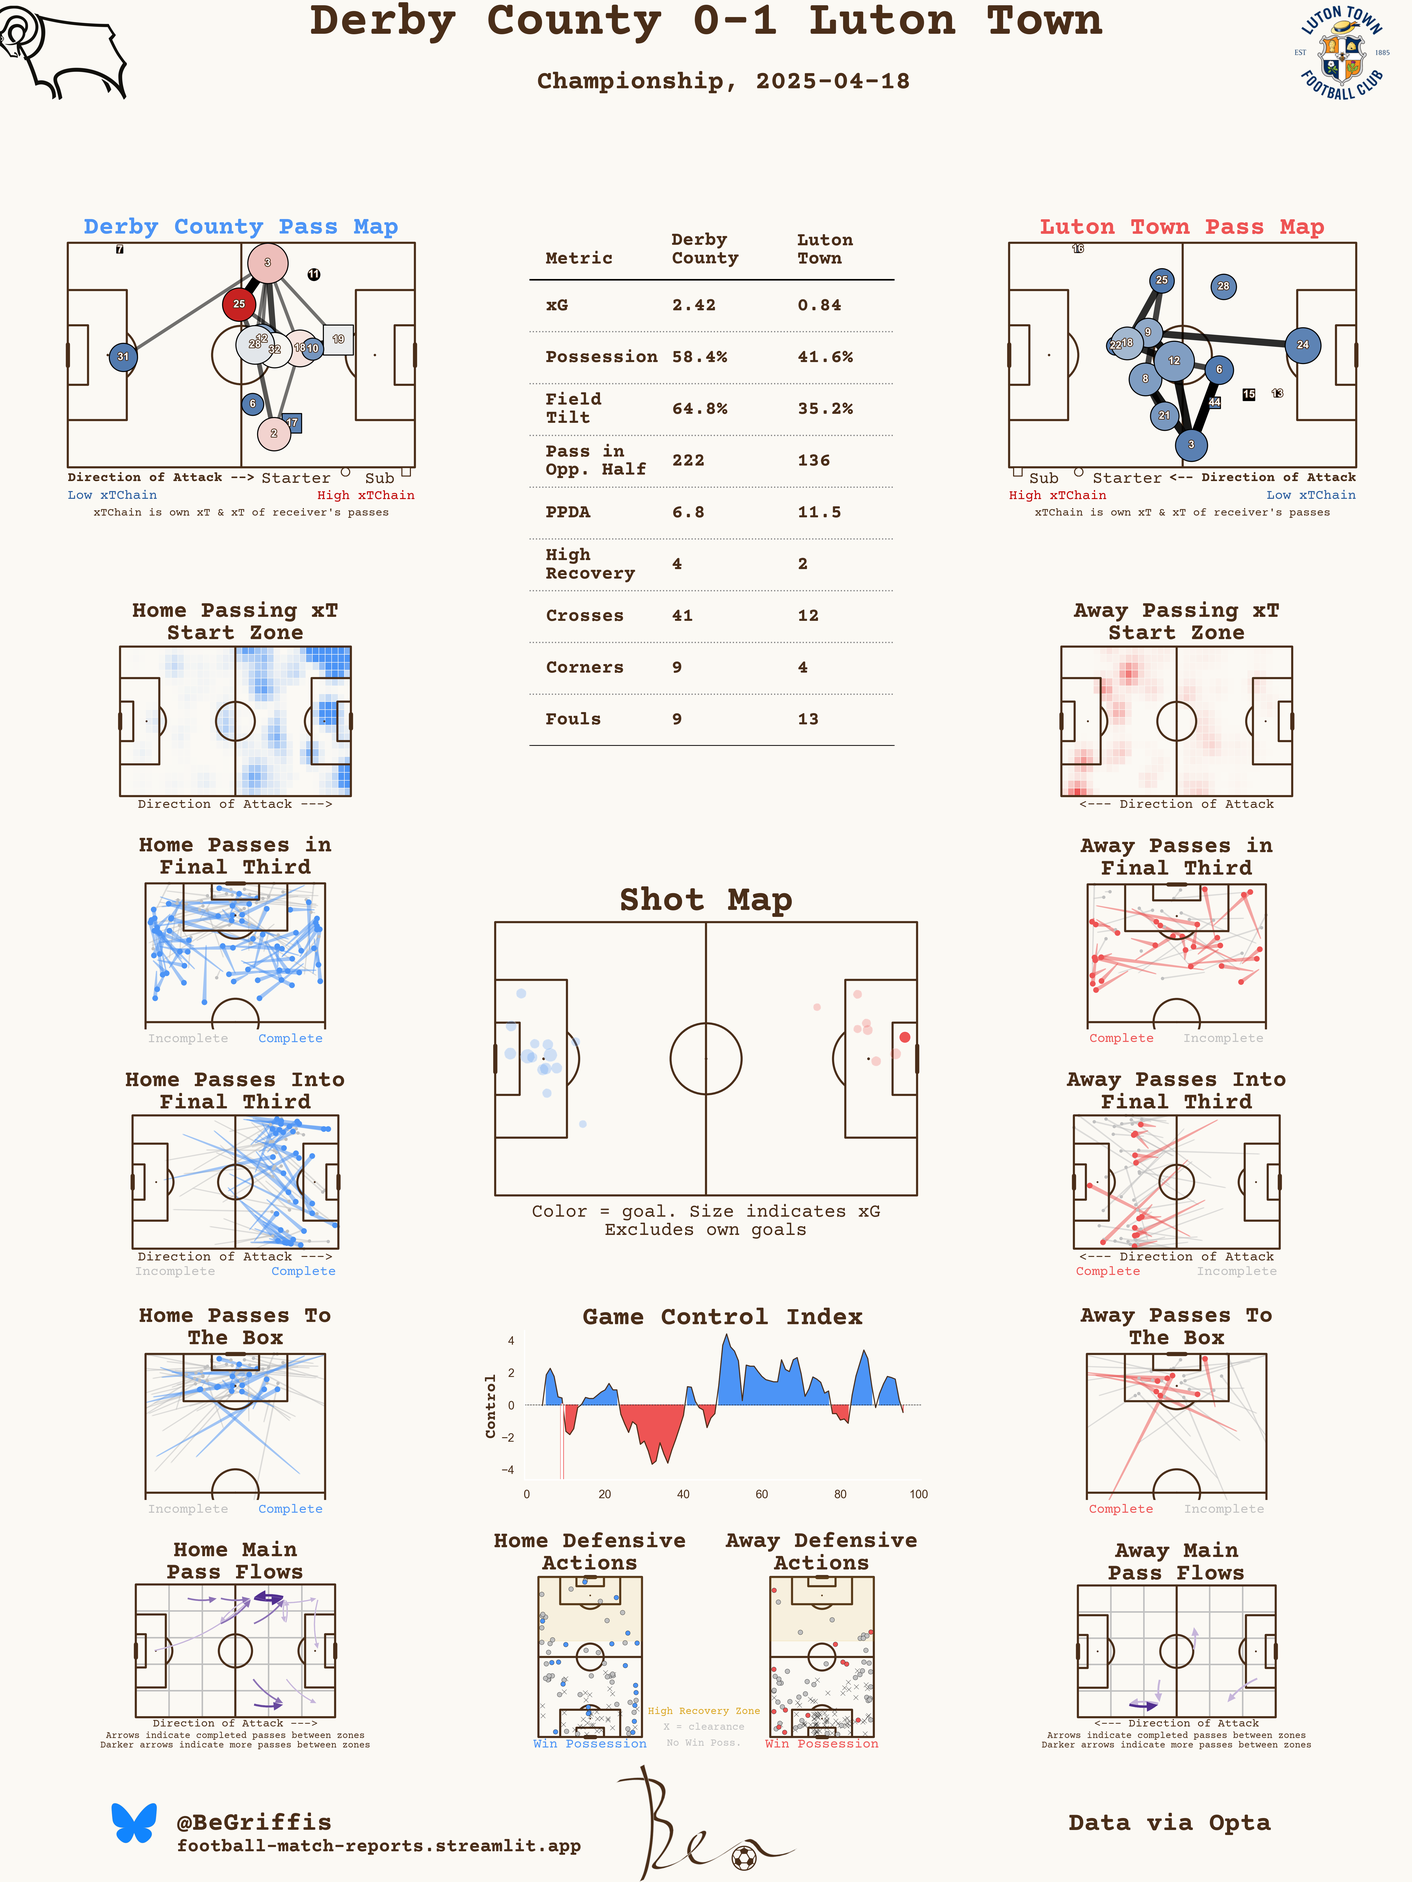 Derby County 0-1 Luton Town
Championship, 2025-04-18
LUTON TOWN
EST 1885
FOOTBALL CLUB
Derby County Pass Map
7
3
11
25
12
28
32
18
10
19
31
6
17
2
Direction of Attack --> Starter Sub
Low xTChain High xTChain
xTChain is own xT & xT of receiver's passes
Metric Derby County Luton Town
xG 2.42 0.84
Possession 58.4% 41.6%
Field Tilt 64.8% 35.2%
Pass in Opp. Half 222 136
PPDA 6.8 11.5
High Recovery 4 2
Crosses 41 12
Corners 9 4
Fouls 9 13
Luton Town Pass Map
16
25
28
9
22
18
24
12
8
6
15
13
44
21
3
Sub Starter <-- Direction of Attack
High xTChain Low xTChain
xTChain is own xT & xT of receiver's passes
Home Passing xT
Start Zone
Direction of Attack --->
Away Passing xT
Start Zone
<--- Direction of Attack
Home Passes in
Final Third
Incomplete Complete
Away Passes in
Final Third
Complete Incomplete
Shot Map
Color = goal. Size indicates xG
Excludes own goals
Home Passes Into
Final Third
Direction of Attack --->
Incomplete Complete
Away Passes Into
Final Third
<--- Direction of Attack
Complete Incomplete
Home Passes To
The Box
Incomplete Complete
Game Control Index
Control
4
2
0
−2
−4
0 20 40 60 80 100
Away Passes To
The Box
Complete Incomplete
Home Main
Pass Flows
Direction of Attack --->
Arrows indicate completed passes between zones
Darker arrows indicate more passes between zones
Home Defensive
Actions
Win Possession
Away Defensive
Actions
Win Possession
High Recovery Zone
X = clearance
No Win Poss.
Away Main
Pass Flows
<--- Direction of Attack
Arrows indicate completed passes between zones
Darker arrows indicate more passes between zones
@BeGriffis
football-match-reports.streamlit.app
Ben
Data via Opta